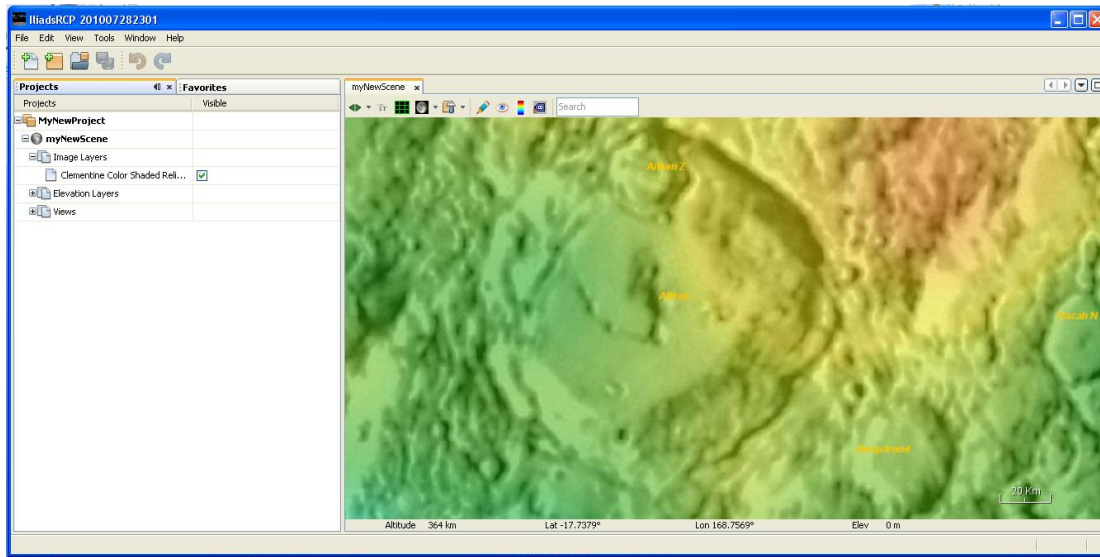 IliadsRCP 201007282301
File Edit View Tools Window Help
Projects Favorites
myNewScene
Projects Visible
Tr Search
MyNewProject
myNewScene
Image Layers
Clementine Color Shaded Reli...
Elevation Layers
Views
Aitken Z
Aitken
Bergstrand
20 Km
Altitude 364 km Lat -17.7379° Lon 168.7569° Elev 0 m